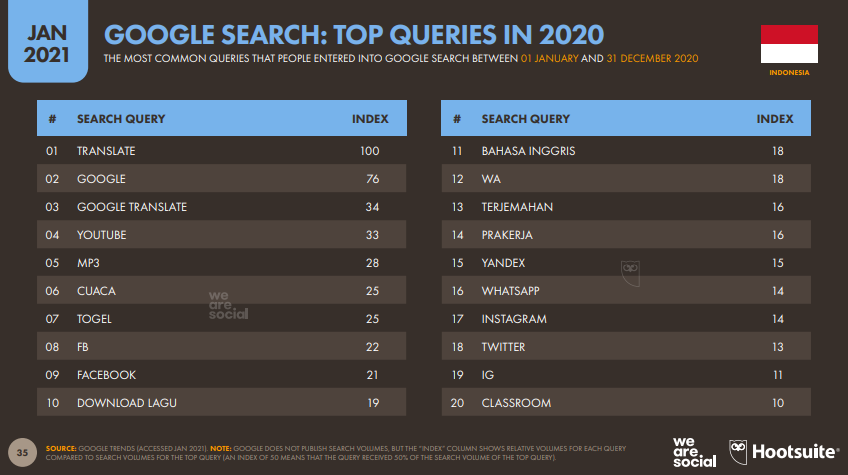 JAN
2021
GOOGLE SEARCH: TOP QUERIES IN 2020
THE MOST COMMON QUERIES THAT PEOPLE ENTERED INTO GOOGLE SEARCH BETWEEN 01 JANUARY AND 31 DECEMBER 2020
INDONESIA
# SEARCH QUERY INDEX
01 TRANSLATE 100
02 GOOGLE 76
03 GOOGLE TRANSLATE 34
04 YOUTUBE 33
05 MP3 28
06 CUACA 25
07 TOGEL 25
08 FB 22
09 FACEBOOK 21
10 DOWNLOAD LAGU 19
# SEARCH QUERY INDEX
11 BAHASA INGGRIS 18
12 WA 18
13 TERJEMAHAN 16
14 PRAKERJA 16
15 YANDEX 15
16 WHATSAPP 14
17 INSTAGRAM 14
18 TWITTER 13
19 IG 11
20 CLASSROOM 10
we
are
social
35
SOURCE: GOOGLE TRENDS (ACCESSED JAN 2021). NOTE: GOOGLE DOES NOT PUBLISH SEARCH VOLUMES, BUT THE "INDEX" COLUMN SHOWS RELATIVE VOLUMES FOR EACH QUERY
COMPARED TO SEARCH VOLUMES FOR THE TOP QUERY (AN INDEX OF 50 MEANS THAT THE QUERY RECEIVED 50% OF THE SEARCH VOLUME OF THE TOP QUERY).
we
are
social
Hootsuite®